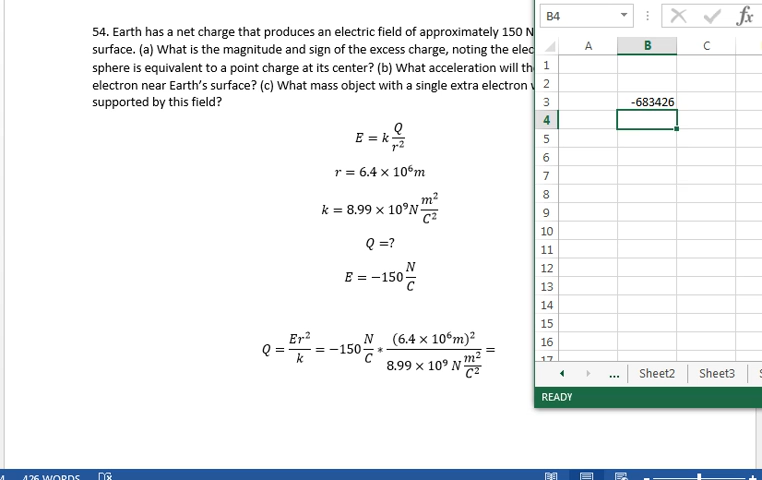 54. Earth has a net charge that produces an electric field of approximately 150 N
surface. (a) What is the magnitude and sign of the excess charge, noting the elec
sphere is equivalent to a point charge at its center? (b) What acceleration will th
electron near Earth's surface? (c) What mass object with a single extra electron
supported by this field?
E = k Q/r²
r = 6.4 × 10⁶m
k = 8.99 × 10⁹N m²/C²
Q =?
E = −150 N/C
Q = Er²/k = −150 N/C * (6.4 × 10⁶m)²/(8.99 × 10⁹ N m²/C²) =
426 WORDS
B4
fx
A B C
1
2
3 -683426
4
5
6
7
8
9
10
11
12
13
14
15
16
17
... Sheet2 Sheet3
READY